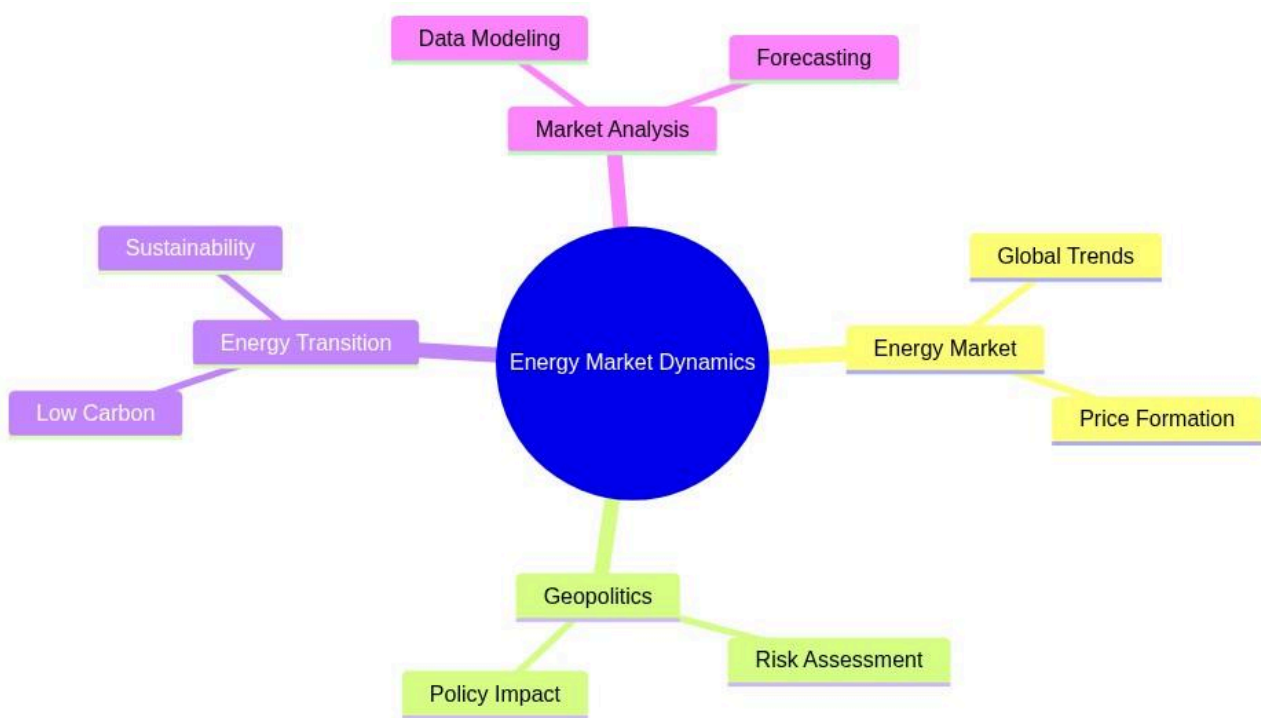 Data Modeling
Forecasting
Market Analysis
Sustainability
Global Trends
Energy Transition
Energy Market Dynamics
Energy Market
Low Carbon
Price Formation
Geopolitics
Risk Assessment
Policy Impact